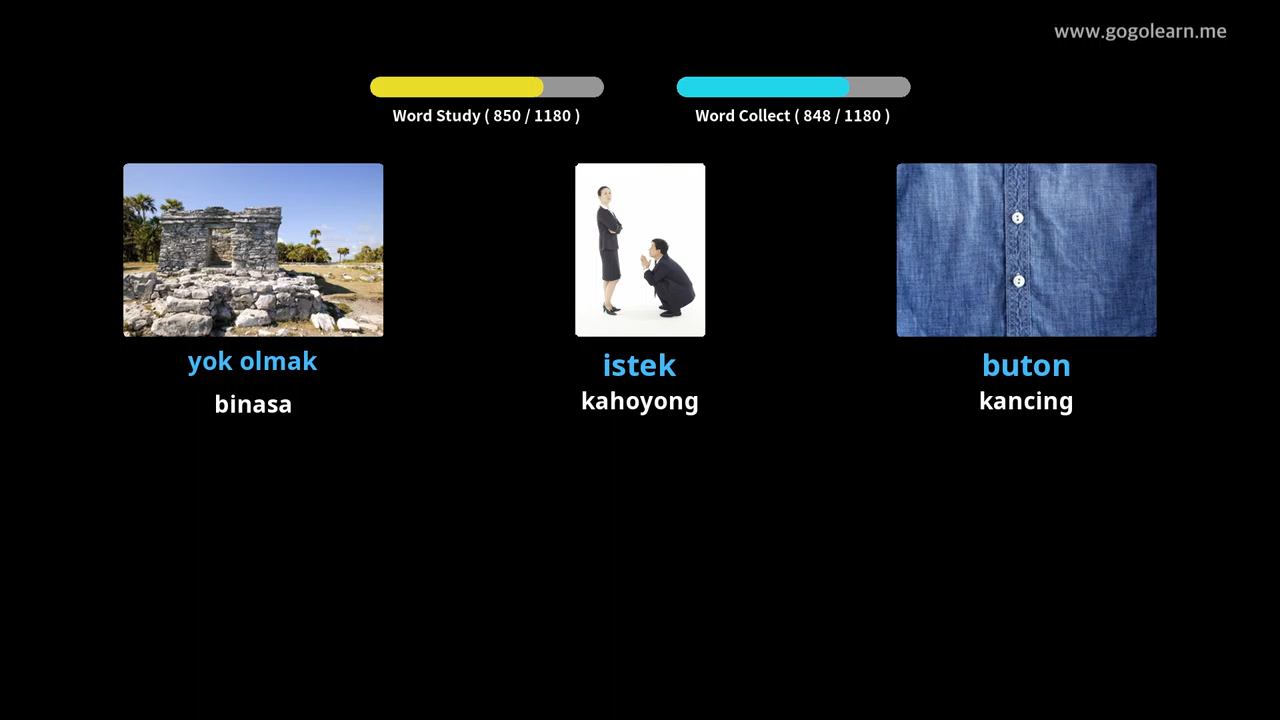 www.gogolearn.me
Word Study ( 850 / 1180 )
Word Collect ( 848 / 1180 )
yok olmak
binasa
istek
kahoyong
buton
kancing